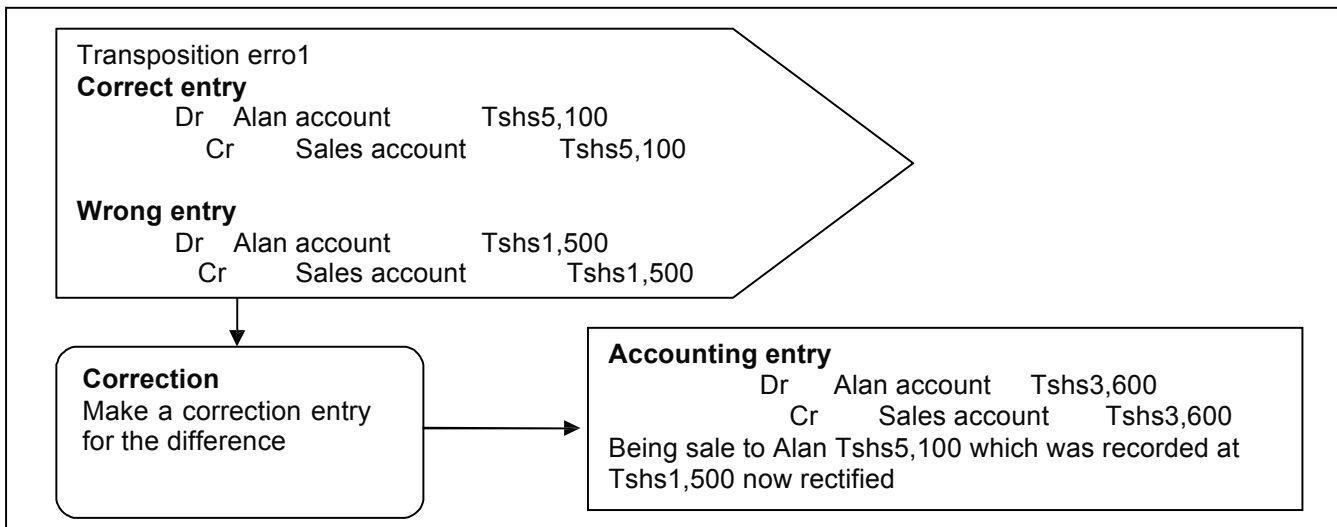 Transposition erro1
Correct entry
Dr Alan account Tshs5,100
Cr Sales account Tshs5,100
Wrong entry
Dr Alan account Tshs1,500
Cr Sales account Tshs1,500
Correction
Make a correction entry
for the difference
Accounting entry
Dr Alan account Tshs3,600
Cr Sales account Tshs3,600
Being sale to Alan Tshs5,100 which was recorded at
Tshs1,500 now rectified